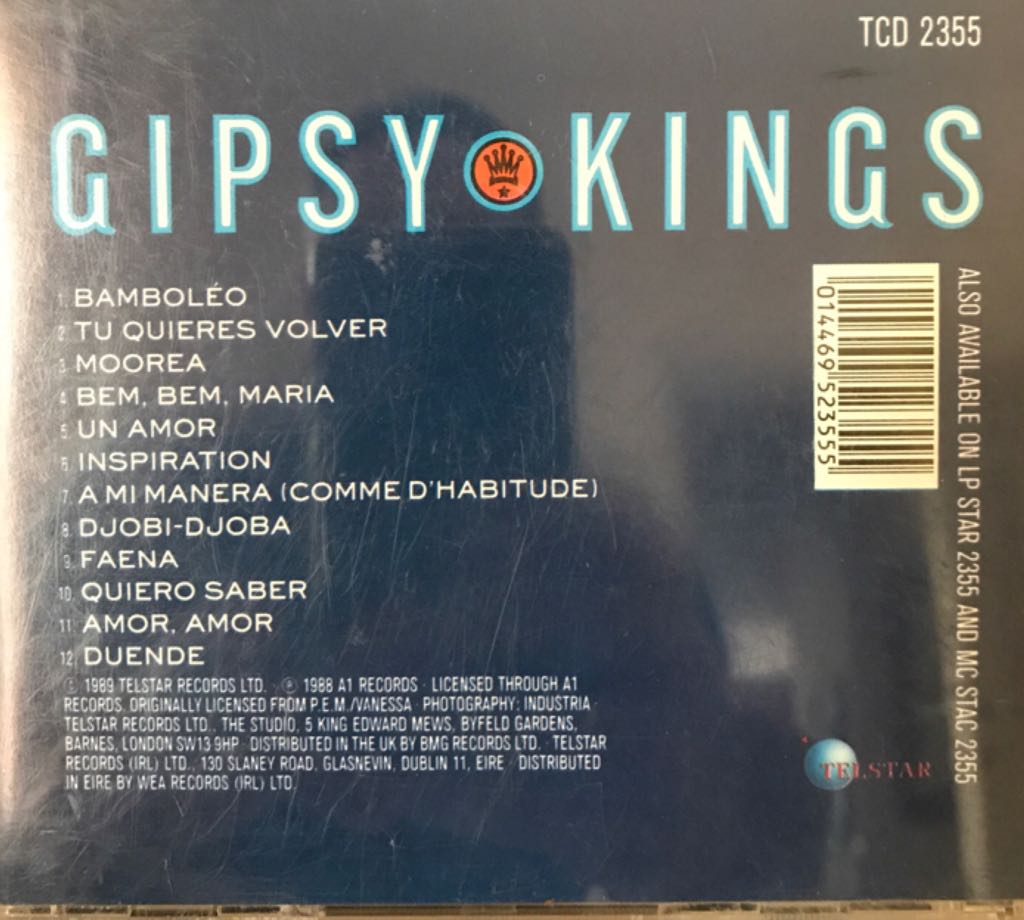 TCD 2355
GIPSY KINGS
1. BAMBOLÉO
2. TU QUIERES VOLVER
3. MOOREA
4. BEM, BEM, MARIA
5. UN AMOR
6. INSPIRATION
7. A MI MANERA (COMME D'HABITUDE)
8. DJOBI-DJOBA
9. FAENA
10. QUIERO SABER
11. AMOR, AMOR
12. DUENDE
© 1989 TELSTAR RECORDS LTD. · ℗ 1988 A1 RECORDS · LICENSED THROUGH A1
RECORDS. ORIGINALLY LICENSED FROM P.E.M./VANESSA · PHOTOGRAPHY: INDUSTRIA ·
TELSTAR RECORDS LTD., THE STUDIO, 5 KING EDWARD MEWS, BYFELD GARDENS,
BARNES, LONDON SW13 9HP · DISTRIBUTED IN THE UK BY BMG RECORDS LTD. · TELSTAR
RECORDS (IRL) LTD., 130 SLANEY ROAD, GLASNEVIN, DUBLIN 11, EIRE · DISTRIBUTED
IN EIRE BY WEA RECORDS (IRL) LTD.
014469 523555
ALSO AVAILABLE ON LP STAR 2355 AND MC STAC 2355
TELSTAR